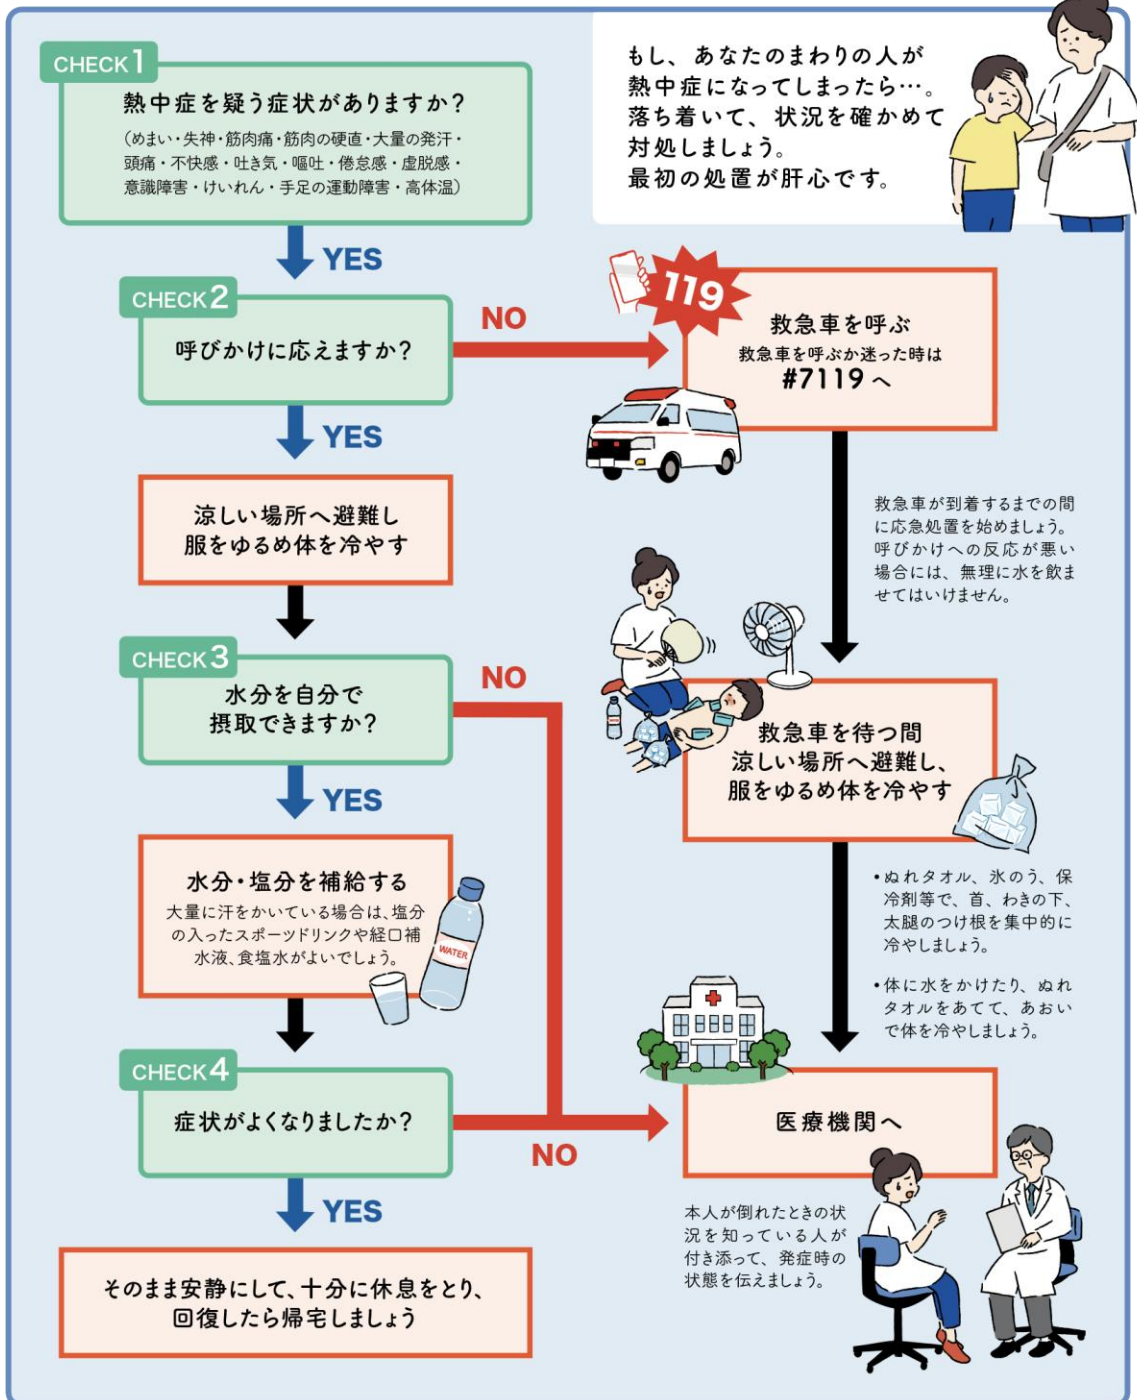 CHECK1
熱中症を疑う症状がありますか？
（めまい・失神・筋肉痛・筋肉の硬直・大量の発汗・
頭痛・不快感・吐き気・嘔吐・倦怠感・虚脱感・
意識障害・けいれん・手足の運動障害・高体温）
もし、あなたのまわりの人が
熱中症になってしまったら…。
落ち着いて、状況を確かめて
対処しましょう。
最初の処置が肝心です。
YES
CHECK2
呼びかけに応えますか？
NO
119
救急車を呼ぶ
救急車を呼ぶか迷った時は
#7119 へ
YES
涼しい場所へ避難し
服をゆるめ体を冷やす
救急車が到着するまでの間
に応急処置を始めましょう。
呼びかけへの反応が悪い
場合には、無理に水を飲ま
せてはいけません。
CHECK3
水分を自分で
摂取できますか？
NO
WATER
救急車を待つ間
涼しい場所へ避難し、
服をゆるめ体を冷やす
YES
水分・塩分を補給する
大量に汗をかいている場合は、塩分
の入ったスポーツドリンクや経口補
水液、食塩水がよいでしょう。
WATER
・ぬれタオル、氷のう、保
冷剤等で、首、わきの下、
太腿のつけ根を集中的に
冷やしましょう。
・体に水をかけたり、ぬれ
タオルをあてて、あおい
で体を冷やしましょう。
CHECK4
症状がよくなりましたか？
NO
医療機関へ
YES
本人が倒れたときの状
況を知っている人が
付き添って、発症時の
状態を伝えましょう。
そのまま安静にして、十分に休息をとり、
回復したら帰宅しましょう